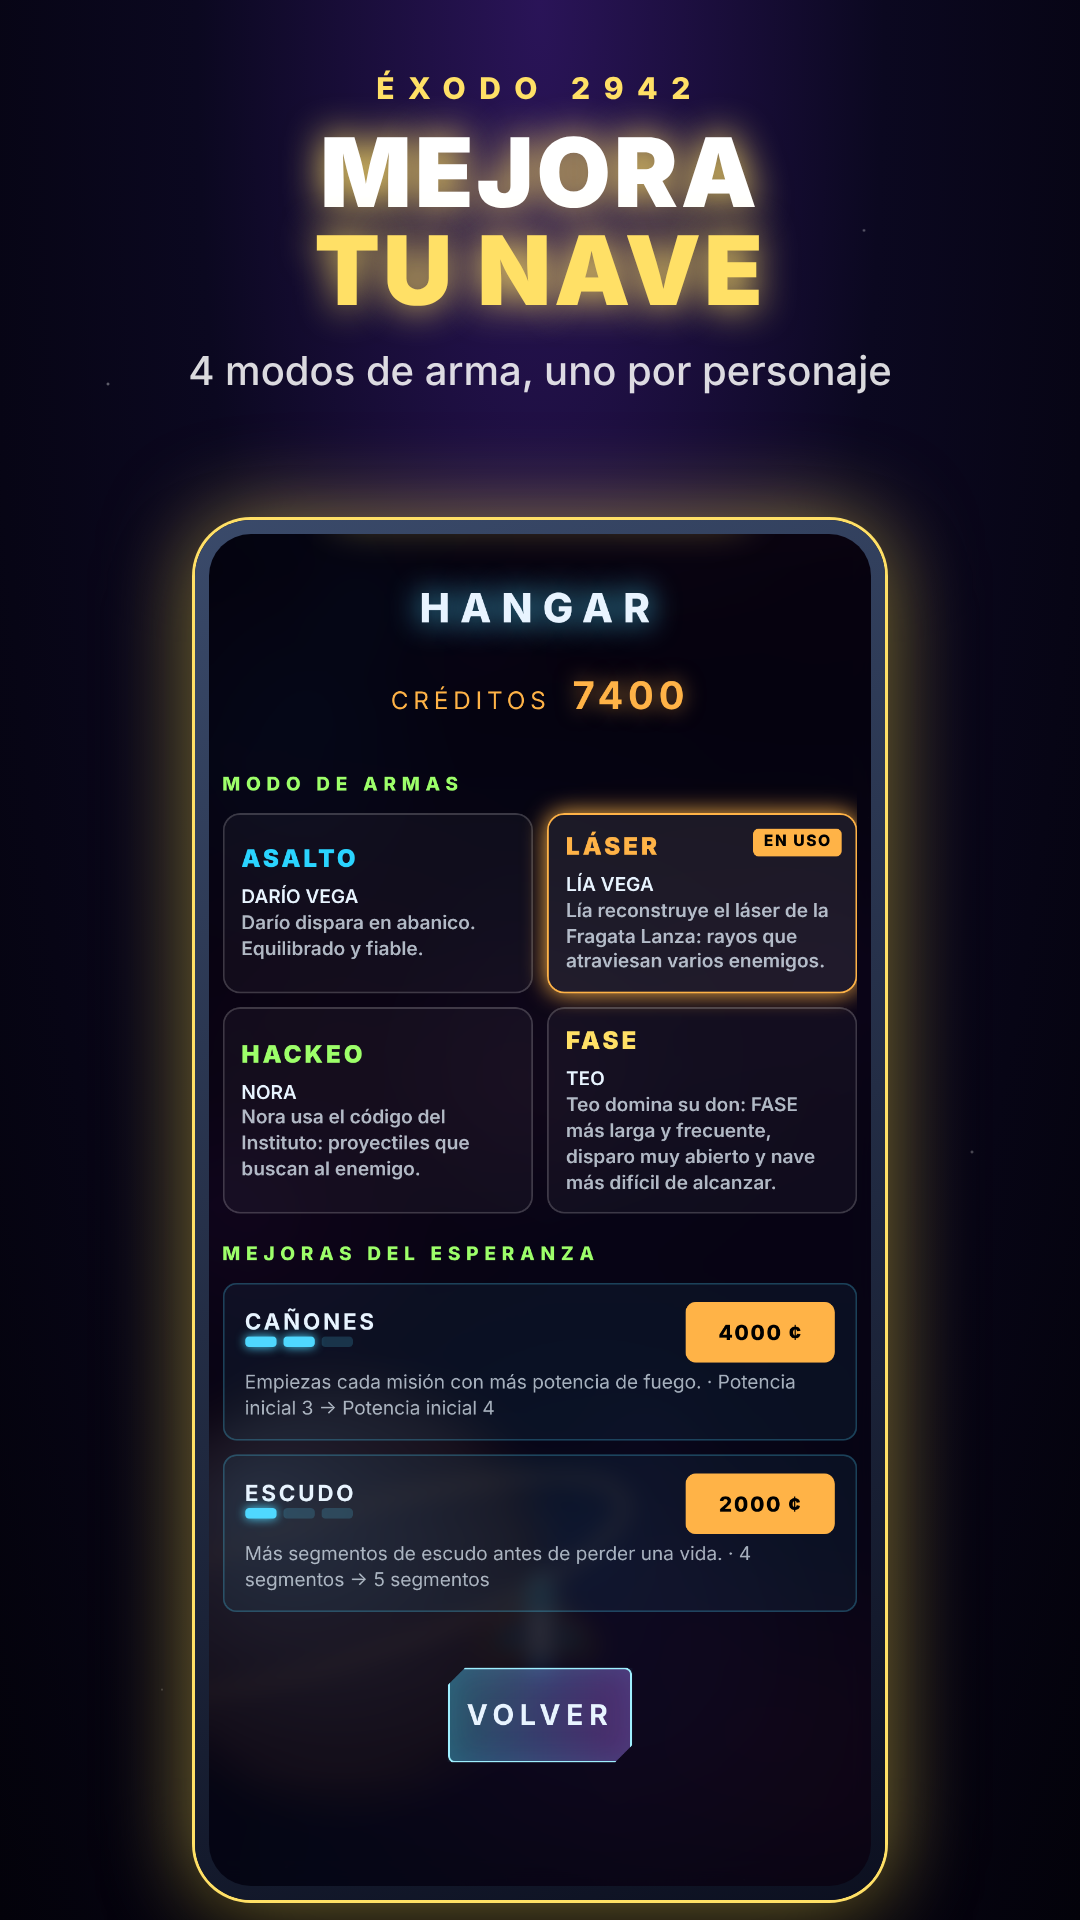 ÉXODO 2942
MEJORA
TU NAVE
4 modos de arma, uno por personaje
HANGAR
CRÉDITOS 7400
MODO DE ARMAS
ASALTO
DARÍO VEGA
Darío dispara en abanico.
Equilibrado y fiable.
LÁSER
EN USO
LÍA VEGA
Lía reconstruye el láser de la
Fragata Lanza: rayos que
atraviesan varios enemigos.
HACKEO
NORA
Nora usa el código del
Instituto: proyectiles que
buscan al enemigo.
FASE
TEO
Teo domina su don: FASE
más larga y frecuente,
disparo muy abierto y nave
más difícil de alcanzar.
MEJORAS DEL ESPERANZA
CAÑONES
4000 ¢
Empiezas cada misión con más potencia de fuego. · Potencia
inicial 3 → Potencia inicial 4
ESCUDO
2000 ¢
Más segmentos de escudo antes de perder una vida. · 4
segmentos → 5 segmentos
VOLVER